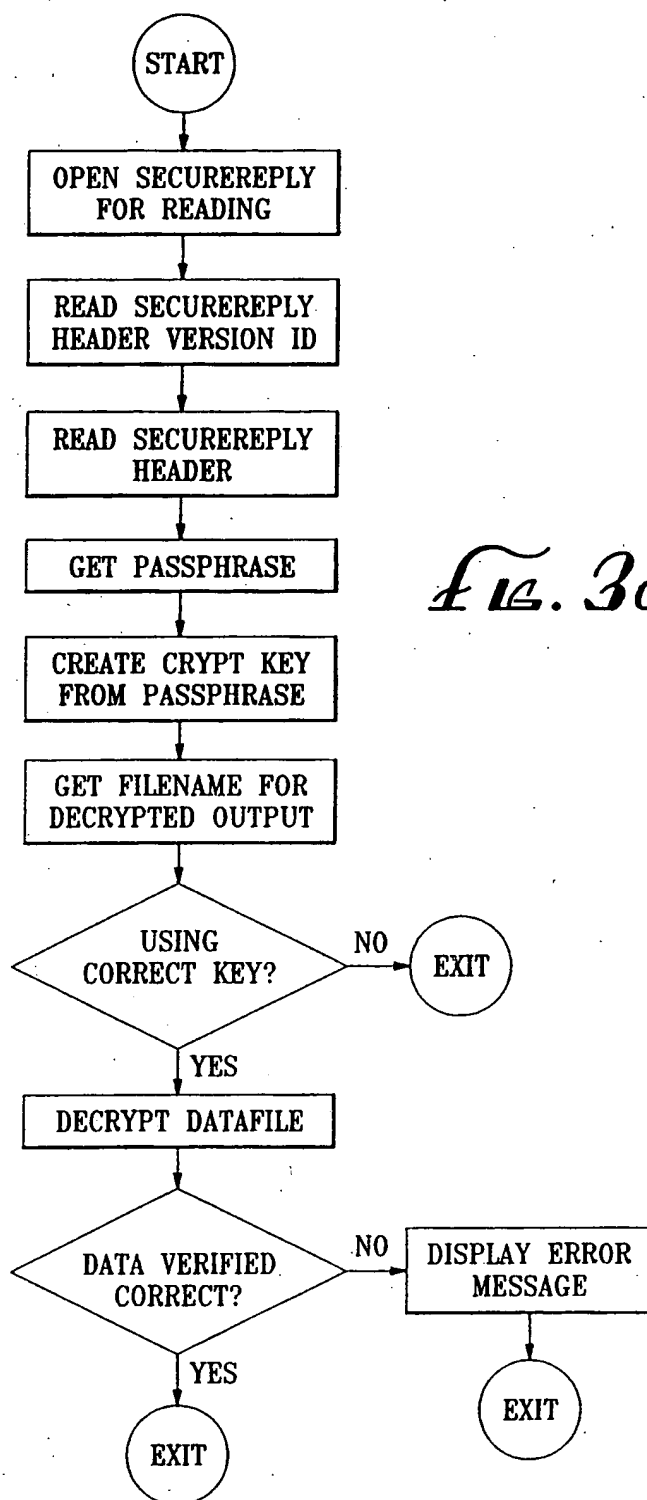 START
OPEN SECUREREPLY
FOR READING
READ SECUREREPLY
HEADER VERSION ID
READ SECUREREPLY
HEADER
GET PASSPHRASE
CREATE CRYPT KEY
FROM PASSPHRASE
GET FILENAME FOR
DECRYPTED OUTPUT
USING
CORRECT KEY?
NO
EXIT
YES
DECRYPT DATAFILE
DATA VERIFIED
CORRECT?
NO
DISPLAY ERROR
MESSAGE
YES
EXIT
EXIT
FIG.